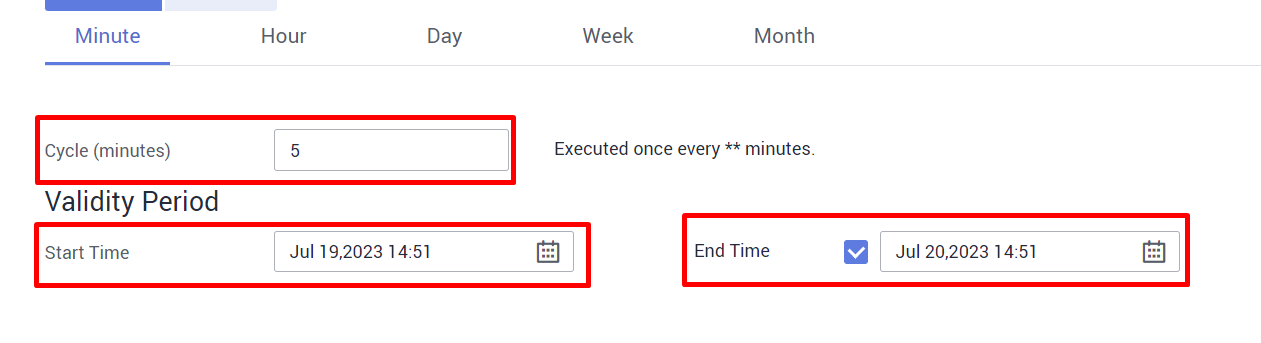 Minute Hour Day Week Month
Cycle (minutes) 5 Executed once every ** minutes.
Validity Period
Start Time Jul 19,2023 14:51 End Time Jul 20,2023 14:51